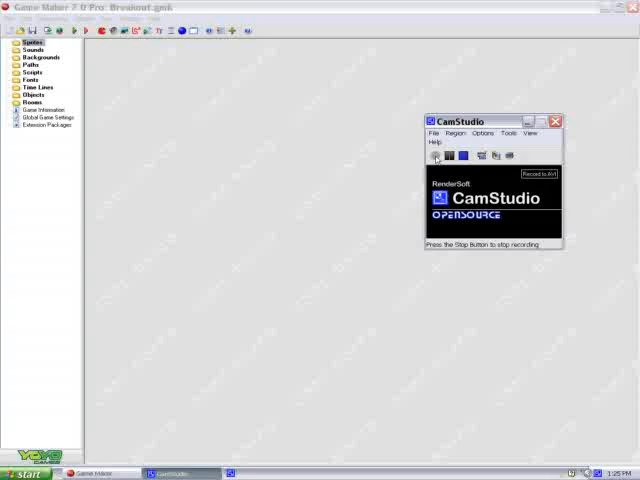 Game Maker 7.0 Pro: Breakout.gmk
Sprites
Sounds
Backgrounds
Paths
Scripts
Fonts
Time Lines
Objects
Rooms
Game Information
Global Game Settings
Extension Packages
CamStudio
File Region Options Tools View
Help
Record to AVI
RenderSoft
CamStudio
OPENSOURCE
Press the Stop Button to stop recording
YOYO
GAMES
start
Game Maker
CamStudio
1:25 PM